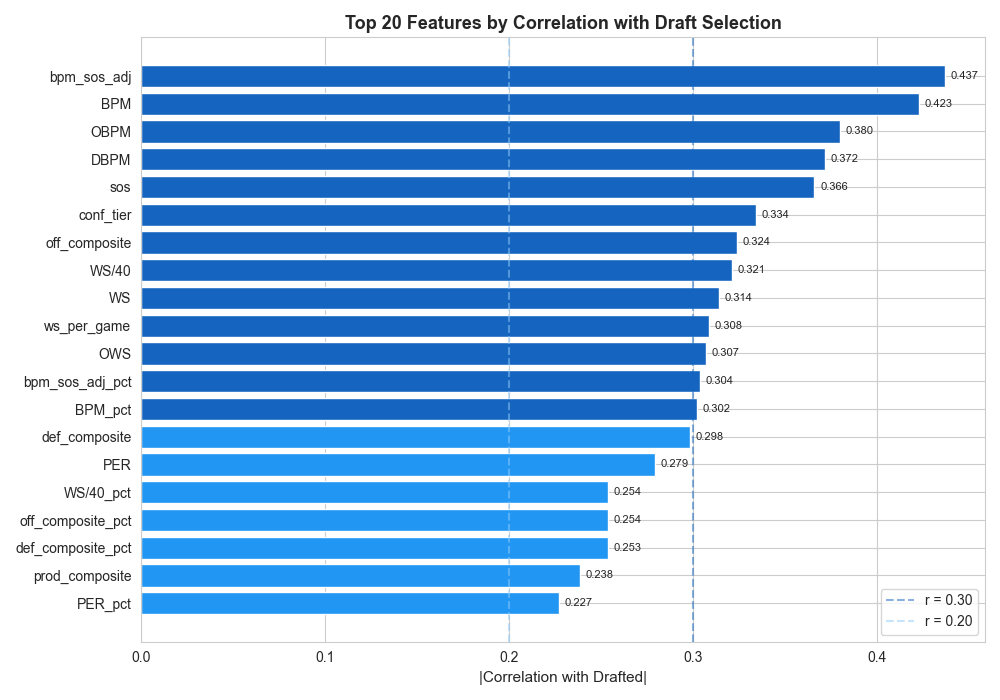 Top 20 Features by Correlation with Draft Selection
bpm_sos_adj 0.437
BPM 0.423
OBPM 0.380
DBPM 0.372
sos 0.366
conf_tier 0.334
off_composite 0.324
WS/40 0.321
WS 0.314
ws_per_game 0.308
OWS 0.307
bpm_sos_adj_pct 0.304
BPM_pct 0.302
def_composite 0.298
PER 0.279
WS/40_pct 0.254
off_composite_pct 0.254
def_composite_pct 0.253
prod_composite 0.238
PER_pct 0.227
r = 0.30
r = 0.20
0.0 0.1 0.2 0.3 0.4
|Correlation with Drafted|